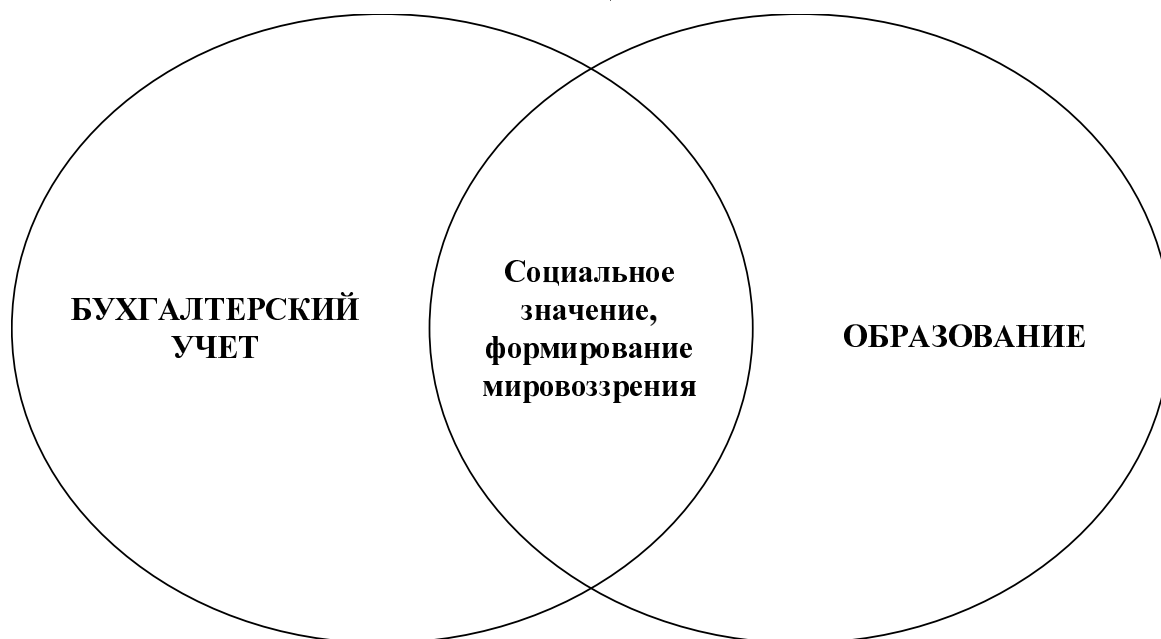 БУХГАЛТЕРСКИЙ
УЧЕТ
Социальное
значение,
формирование
мировоззрения
ОБРАЗОВАНИЕ